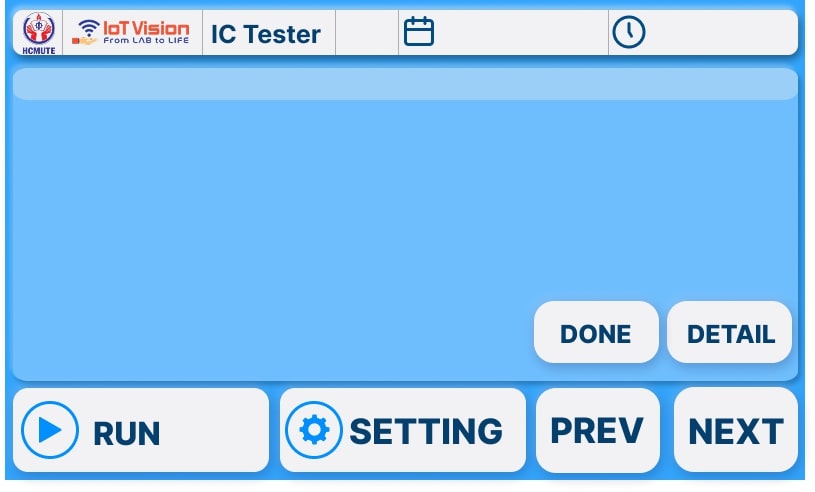 HCMUTE
IoT Vision
From LAB to LIFE
IC Tester
DONE
DETAIL
RUN
SETTING
PREV
NEXT